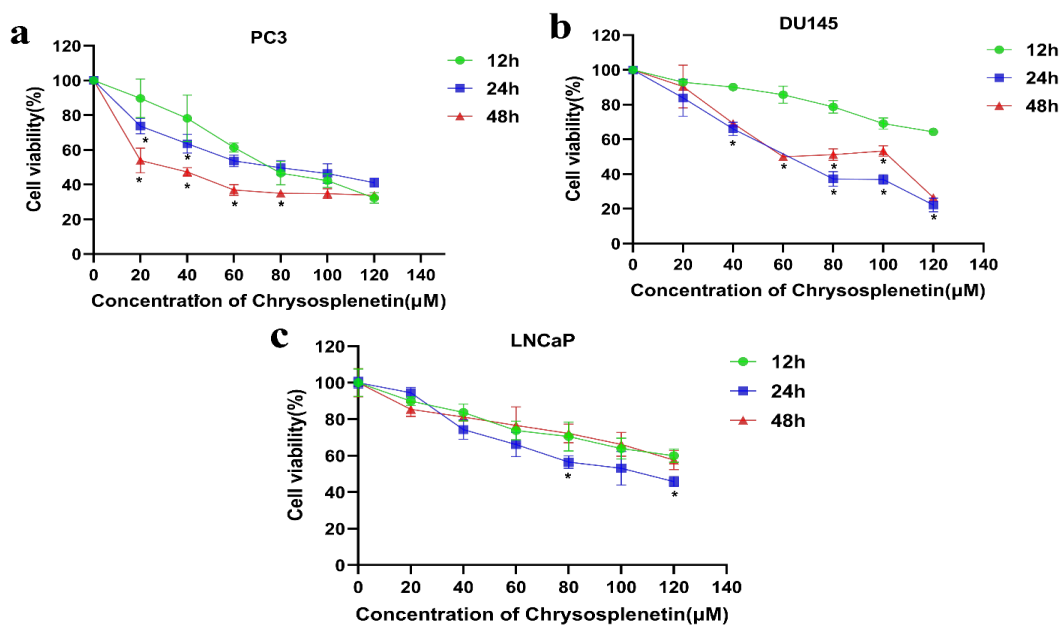 a
PC3
120
100
80
60
40
20
0
Cell viability(%)
0 20 40 60 80 100 120 140
Concentration of Chrysosplenetin(μM)
12h
24h
48h
*
*
*
*
*
*
b
DU145
120
100
80
60
40
20
0
Cell viability(%)
0 20 40 60 80 100 120 140
Concentration of Chrysosplenetin(μM)
12h
24h
48h
*
*
*
*
*
*
*
c
LNCaP
120
100
80
60
40
20
0
Cell viability(%)
0 20 40 60 80 100 120 140
Concentration of Chrysosplenetin(μM)
12h
24h
48h
*
*